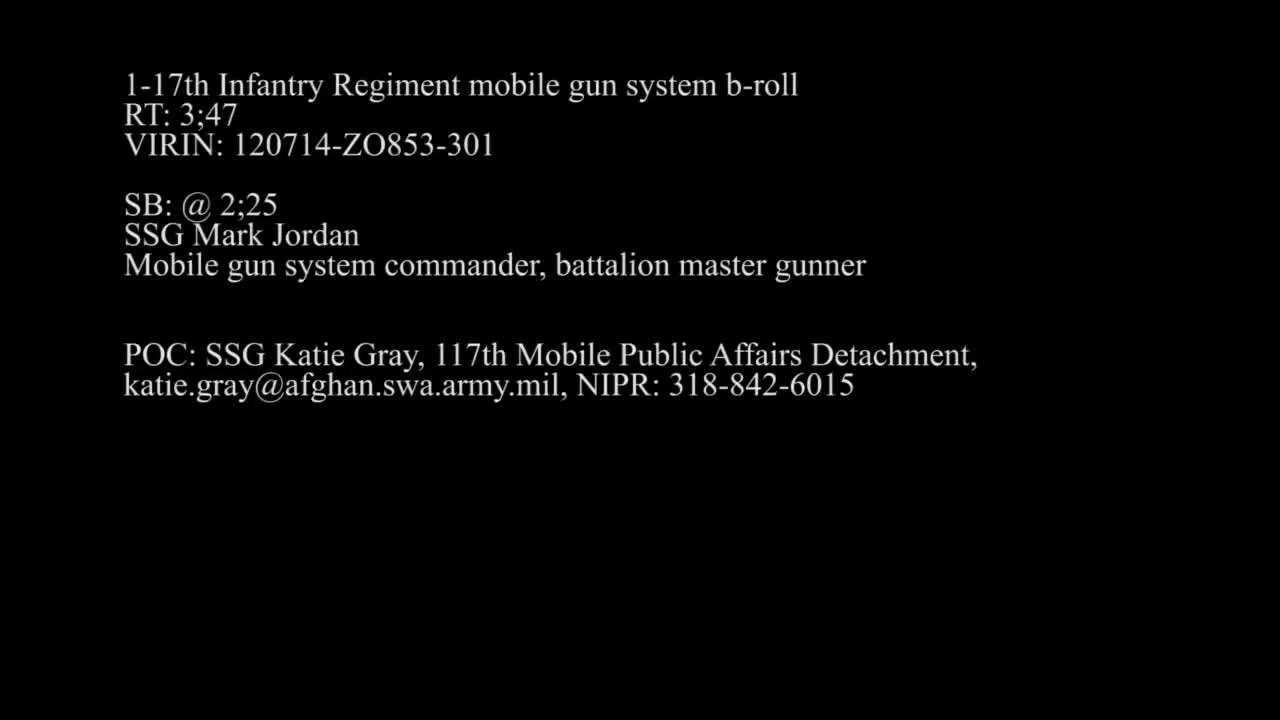 1-17th Infantry Regiment mobile gun system b-roll
RT: 3;47
VIRIN: 120714-ZO853-301
SB: @ 2;25
SSG Mark Jordan
Mobile gun system commander, battalion master gunner
POC: SSG Katie Gray, 117th Mobile Public Affairs Detachment,
katie.gray@afghan.swa.army.mil, NIPR: 318-842-6015